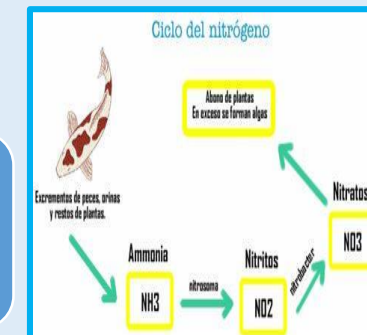 Ciclo del nitrógeno
Abono de plantas
En exceso se forman algas
Excrementos de peces, orinas
y restos de plantas.
Nitratos
NO3
Ammonia
NH3
nitrosoma
Nitritos
NO2
nitrobacter